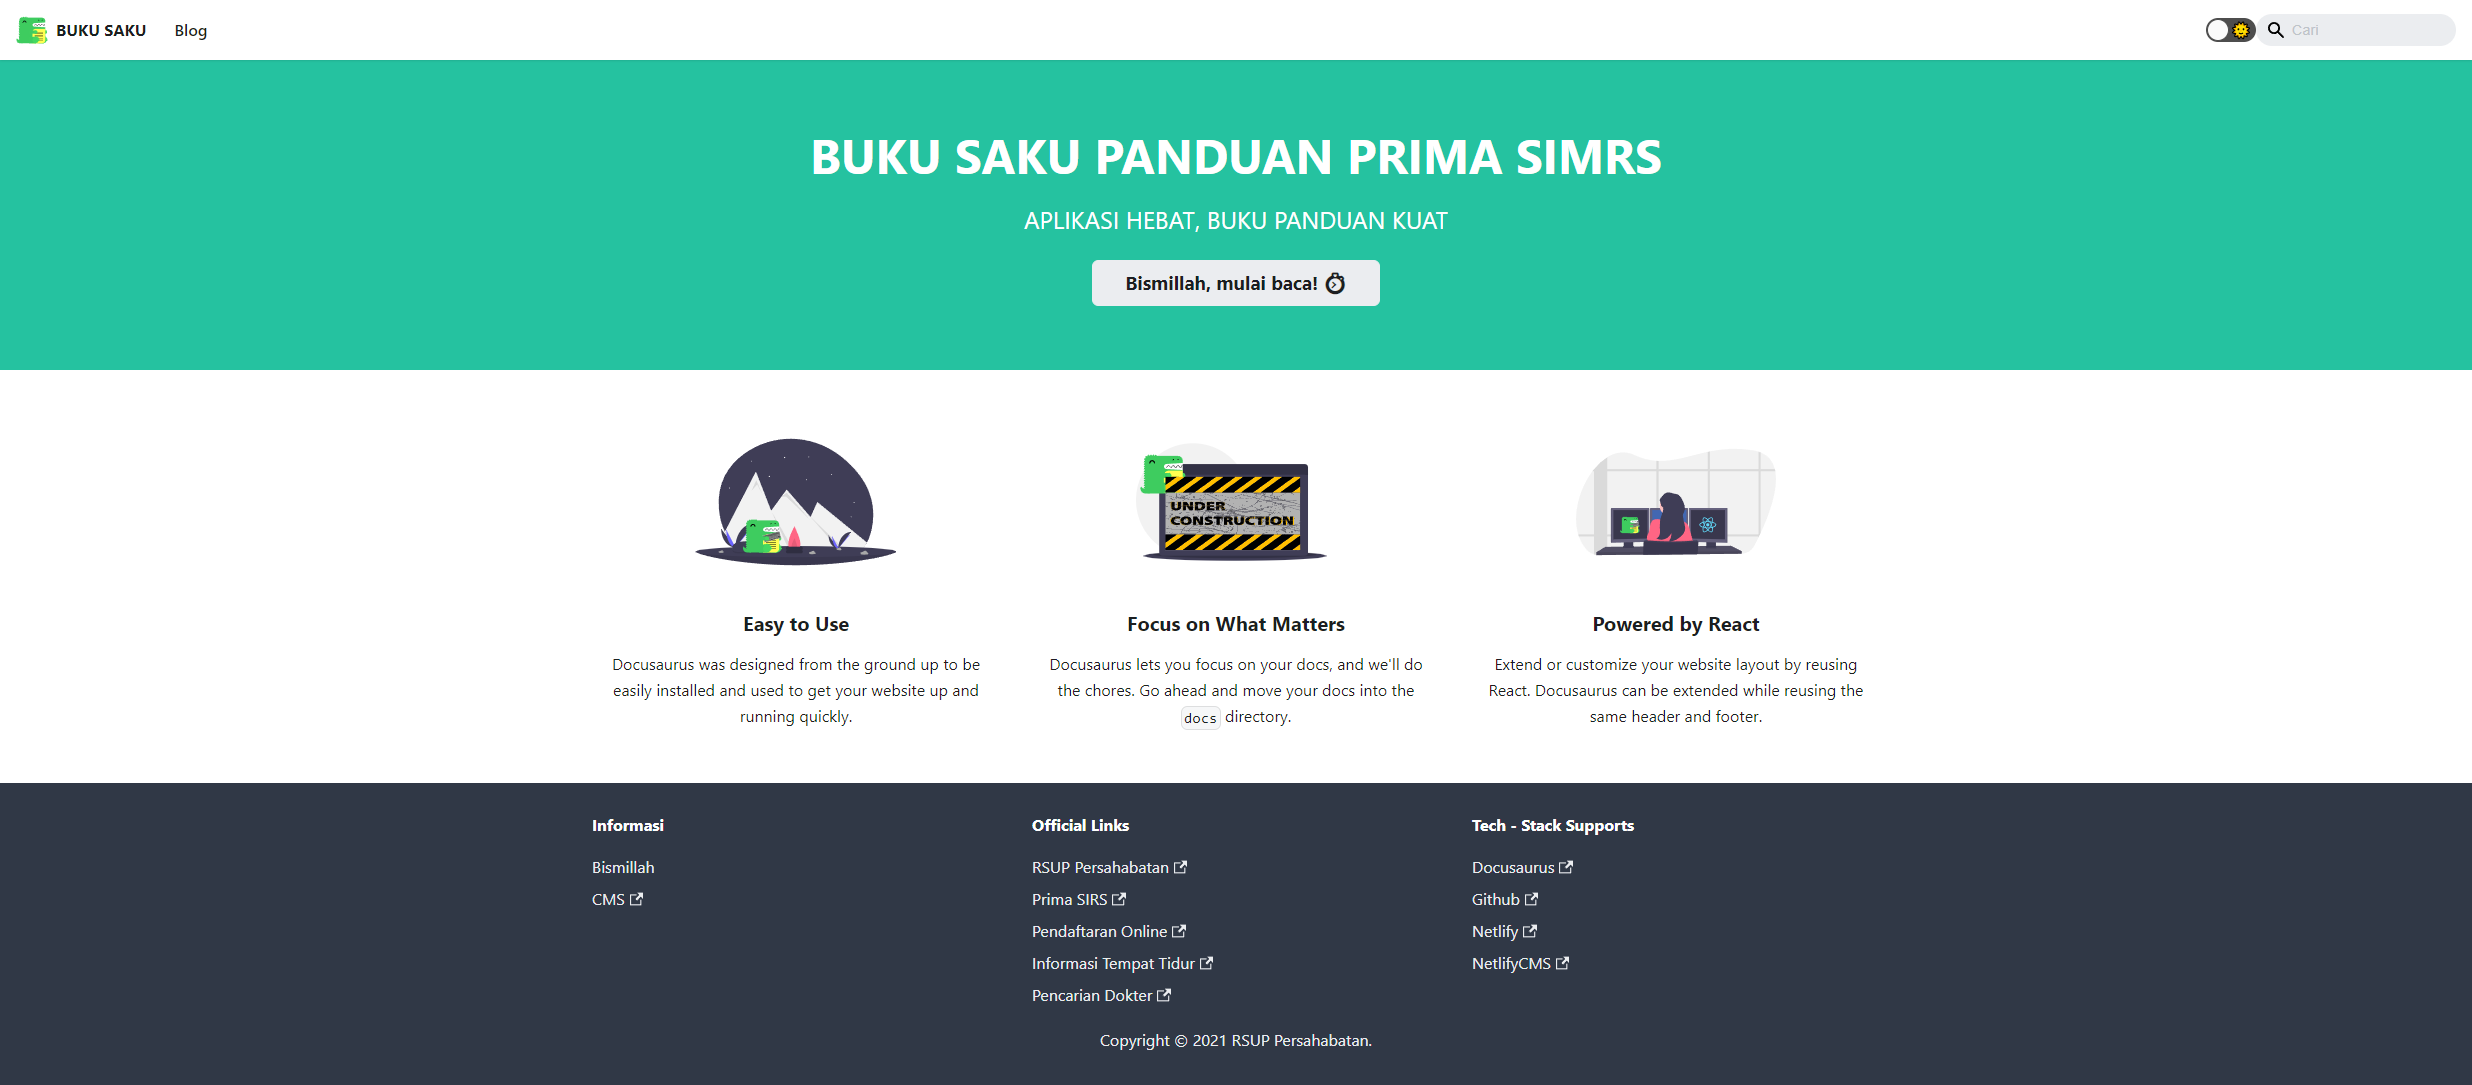 BUKU SAKU
Blog
Cari
BUKU SAKU PANDUAN PRIMA SIMRS
APLIKASI HEBAT, BUKU PANDUAN KUAT
Bismillah, mulai baca! ⏱️
UNDER
CONSTRUCTION
Easy to Use
Docusaurus was designed from the ground up to be
easily installed and used to get your website up and
running quickly.
Focus on What Matters
Docusaurus lets you focus on your docs, and we'll do
the chores. Go ahead and move your docs into the
docs directory.
Powered by React
Extend or customize your website layout by reusing
React. Docusaurus can be extended while reusing the
same header and footer.
Informasi
Bismillah
CMS
Official Links
RSUP Persahabatan
Prima SIRS
Pendaftaran Online
Informasi Tempat Tidur
Pencarian Dokter
Tech - Stack Supports
Docusaurus
Github
Netlify
NetlifyCMS
Copyright © 2021 RSUP Persahabatan.